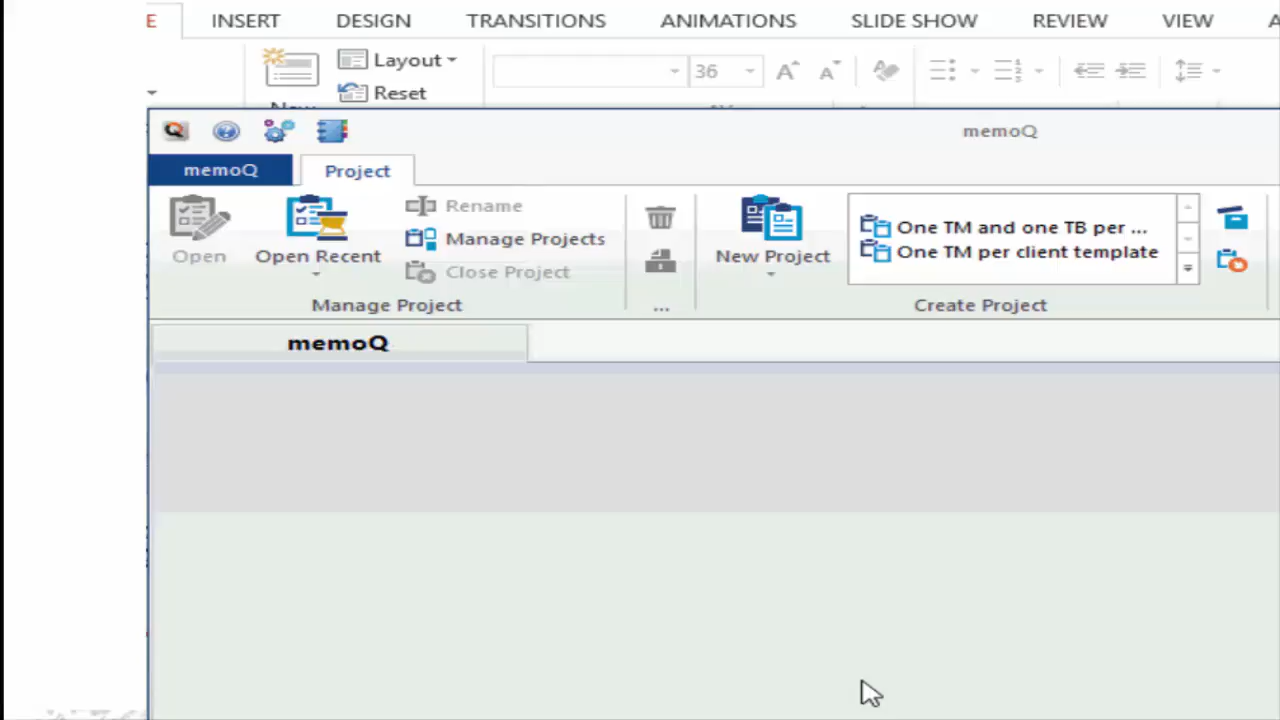 E INSERT DESIGN TRANSITIONS ANIMATIONS SLIDE SHOW REVIEW VIEW A
Layout 36
Reset
memoQ
memoQ Project
Rename
Manage Projects
Close Project
Open Open Recent New Project
One TM and one TB per ...
One TM per client template
Manage Project ... Create Project
memoQ